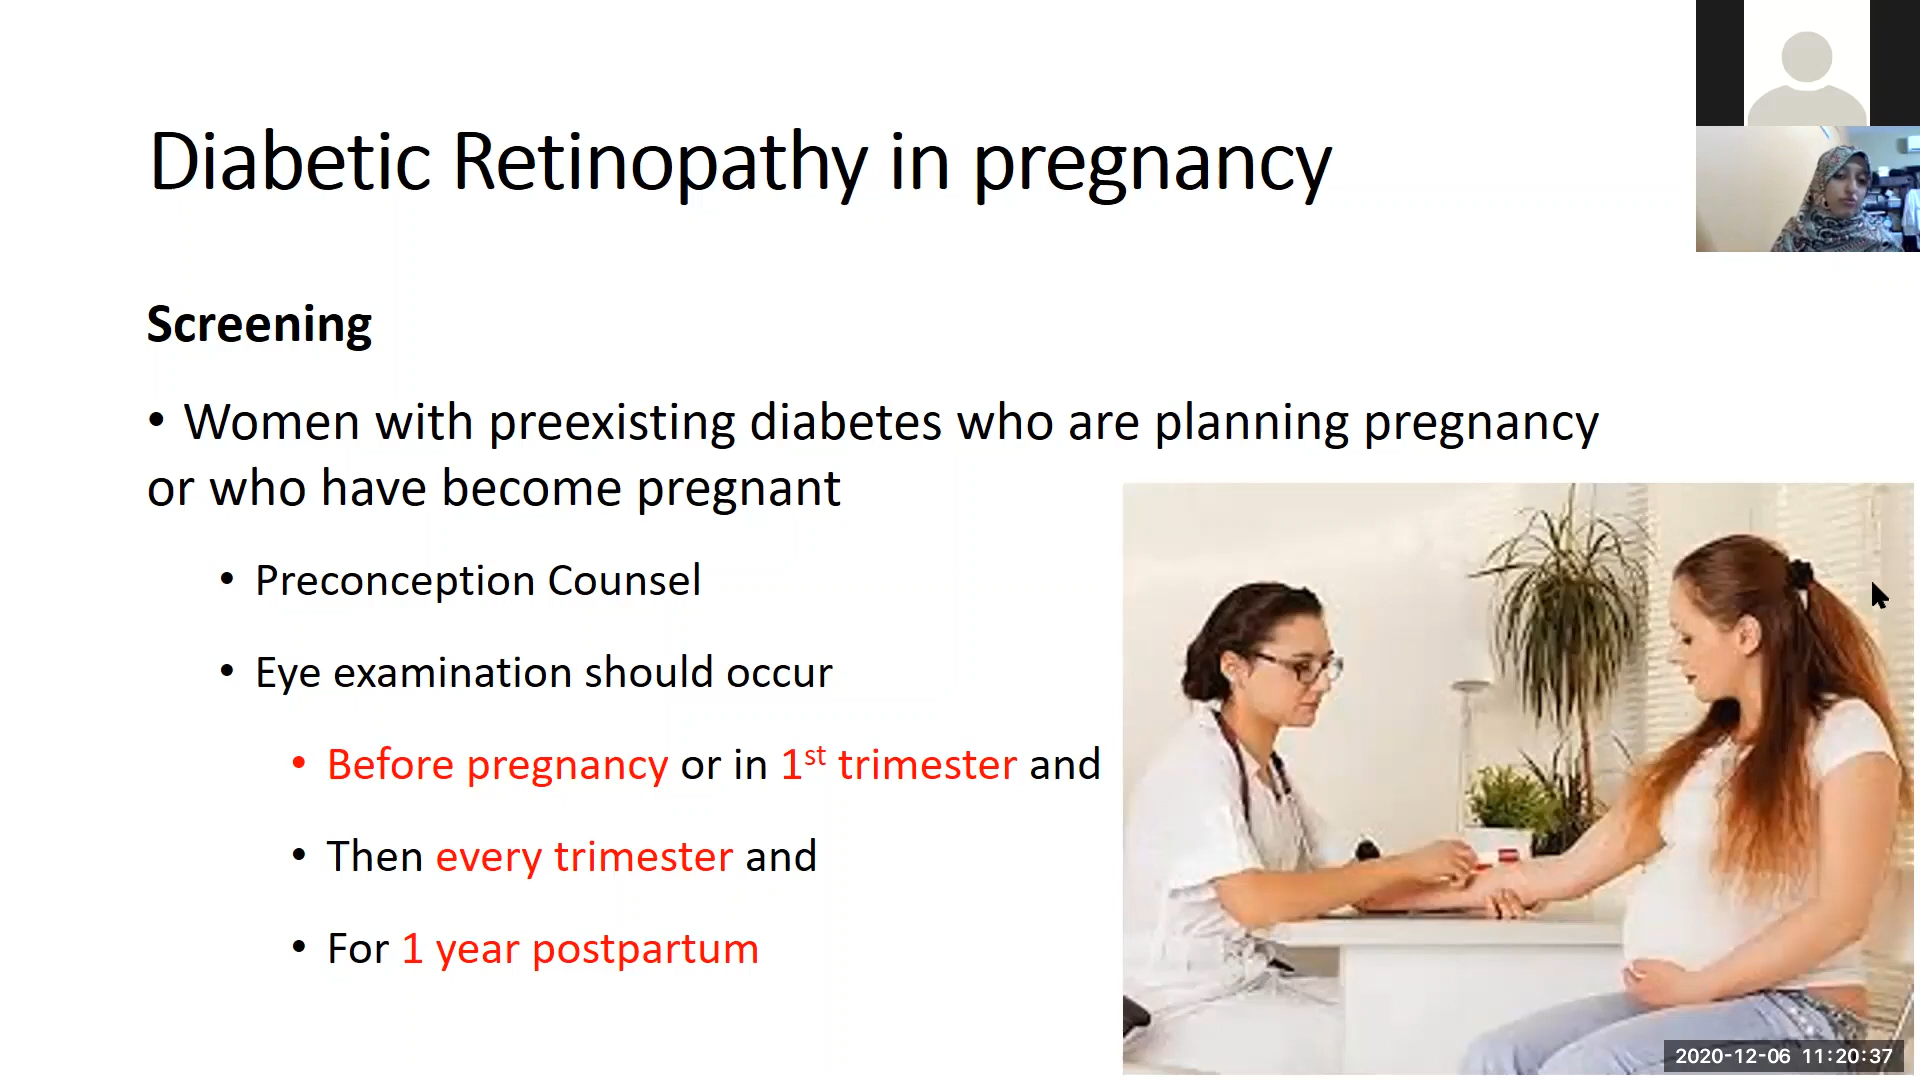 Diabetic Retinopathy in pregnancy
Screening
• Women with preexisting diabetes who are planning pregnancy
or who have become pregnant
• Preconception Counsel
• Eye examination should occur
• Before pregnancy or in 1st trimester and
• Then every trimester and
• For 1 year postpartum
2020-12-06 11:20:37